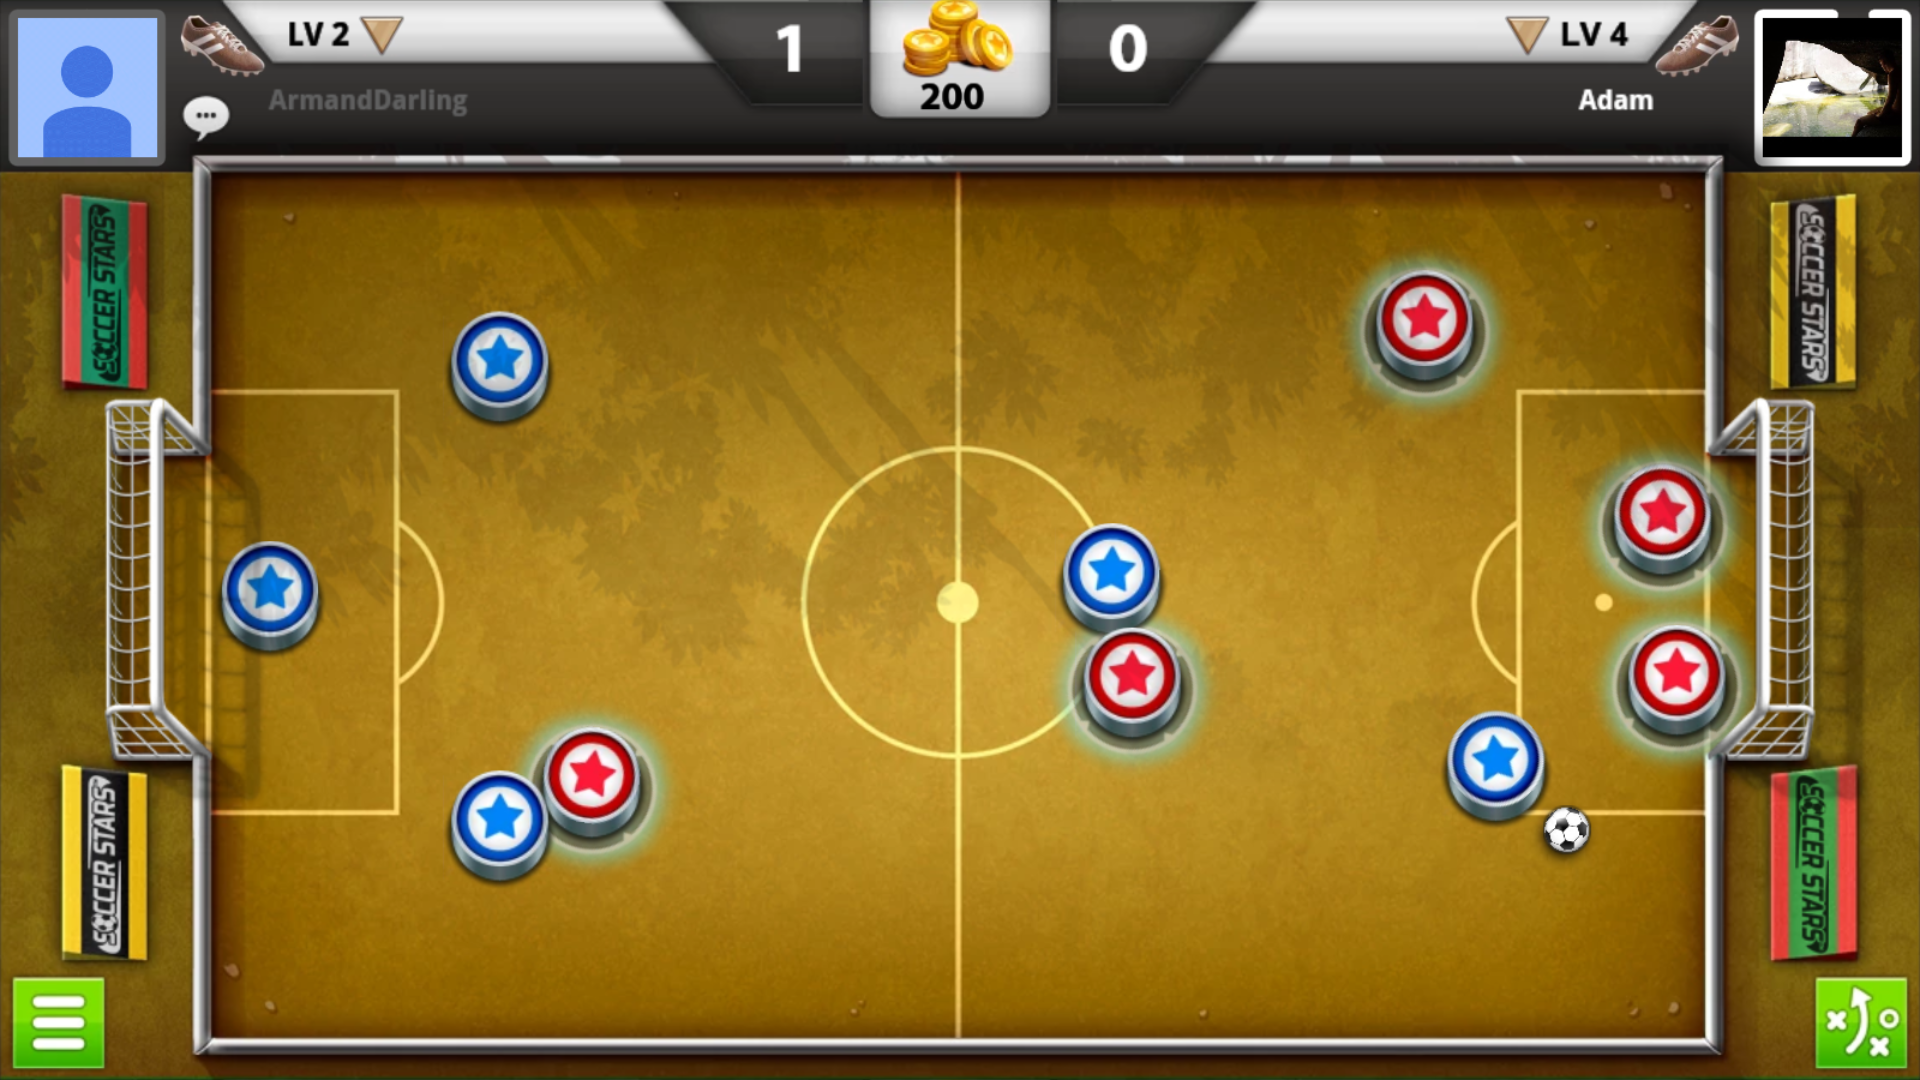 LV 2
1
200
0
LV 4
ArmandDarling
Adam
SOCCER STARS
SOCCER STARS
SOCCER STARS
SOCCER STARS